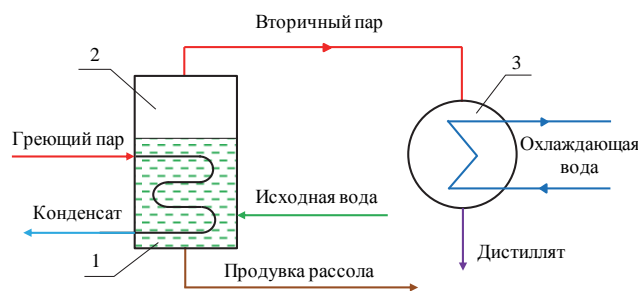 Вторичный пар
2
3
Греющий пар
Охлаждающая
вода
Конденсат
Исходная вода
1
Продувка рассола
Дистиллят